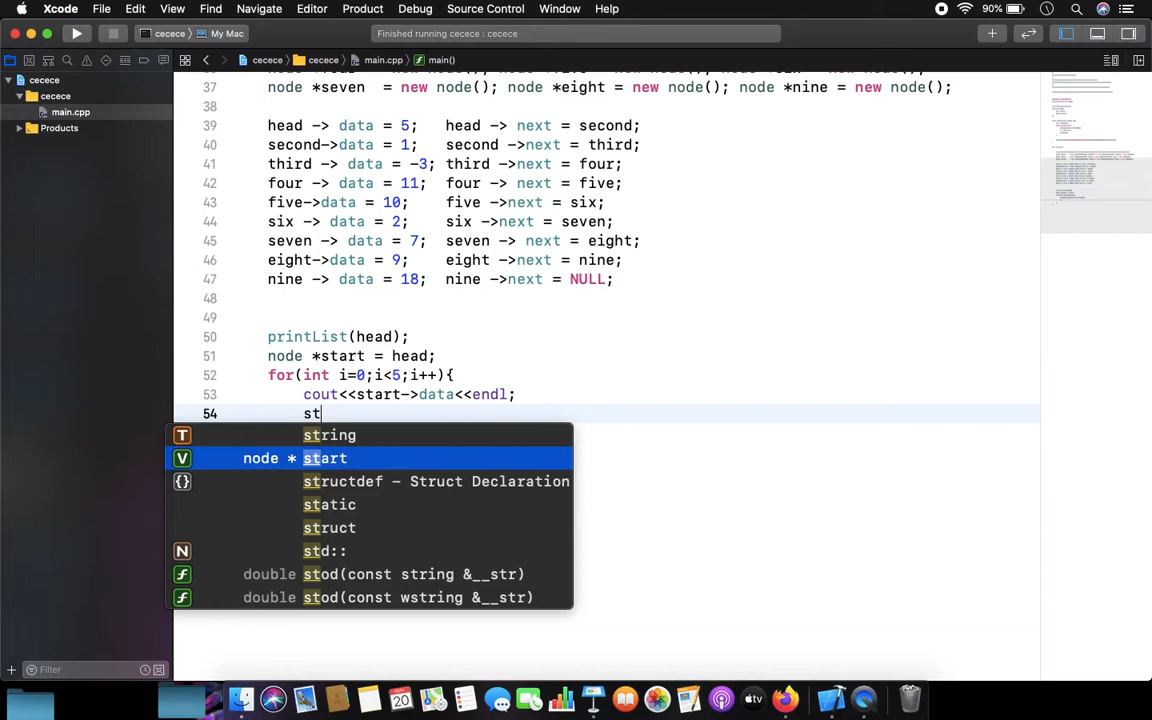 Xcode File Edit View Find Navigate Editor Product Debug Source Control Window Help 90%
cecece My Mac Finished running cecece : cecece
cecece cecece main.cpp main()
cecece
cecece
main.cpp
Products
37 node *seven = new node(); node *eight = new node(); node *nine = new node();
38
39 head -> data = 5; head -> next = second;
40 second->data = 1; second ->next = third;
41 third -> data = -3; third ->next = four;
42 four -> data = 11; four ->next = five;
43 five->data = 10; five ->next = six;
44 six -> data = 2; six ->next = seven;
45 seven -> data = 7; seven -> next = eight;
46 eight->data = 9; eight ->next = nine;
47 nine -> data = 18; nine ->next = NULL;
48
49
50 printList(head);
51 node *start = head;
52 for(int i=0;i<5;i++){
53 cout<<start->data<<endl;
54 st
T string
V node * start
{} structdef - Struct Declaration
static
struct
N std::
f double stod(const string &__str)
f double stod(const wstring &__str)
Filter
MAY 20
tv